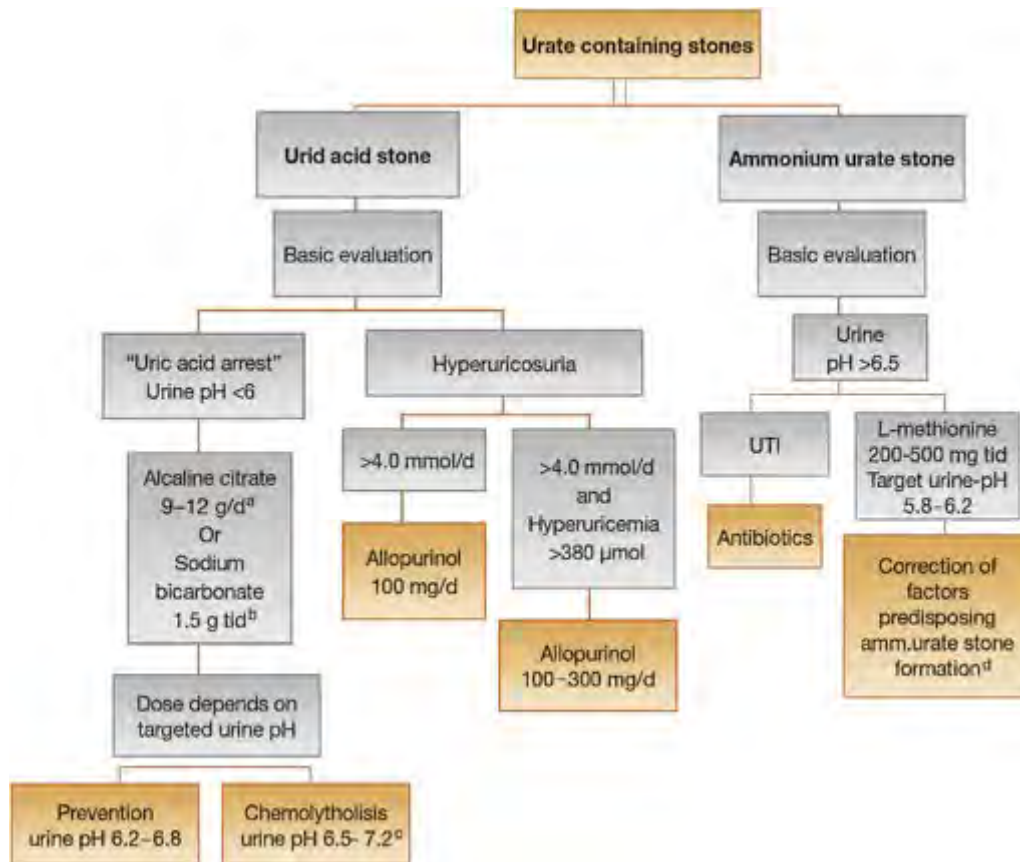 Urate containing stones
Urid acid stone
Ammonium urate stone
Basic evaluation
Basic evaluation
"Uric acid arrest"
Urine pH <6
Hyperuricosuria
Urine
pH >6.5
Alcaline citrate
9–12 g/dᵃ
Or
Sodium
bicarbonate
1.5 g tidᵇ
>4.0 mmol/d
>4.0 mmol/d
and
Hyperuricemia
>380 µmol
UTI
L-methionine
200-500 mg tid
Target urine-pH
5.8–6.2
Allopurinol
100 mg/d
Antibiotics
Correction of
factors
predisposing
amm.urate stone
formationᵈ
Allopurinol
100–300 mg/d
Dose depends on
targeted urine pH
Prevention
urine pH 6.2–6.8
Chemolytholisis
urine pH 6.5- 7.2ᶜ